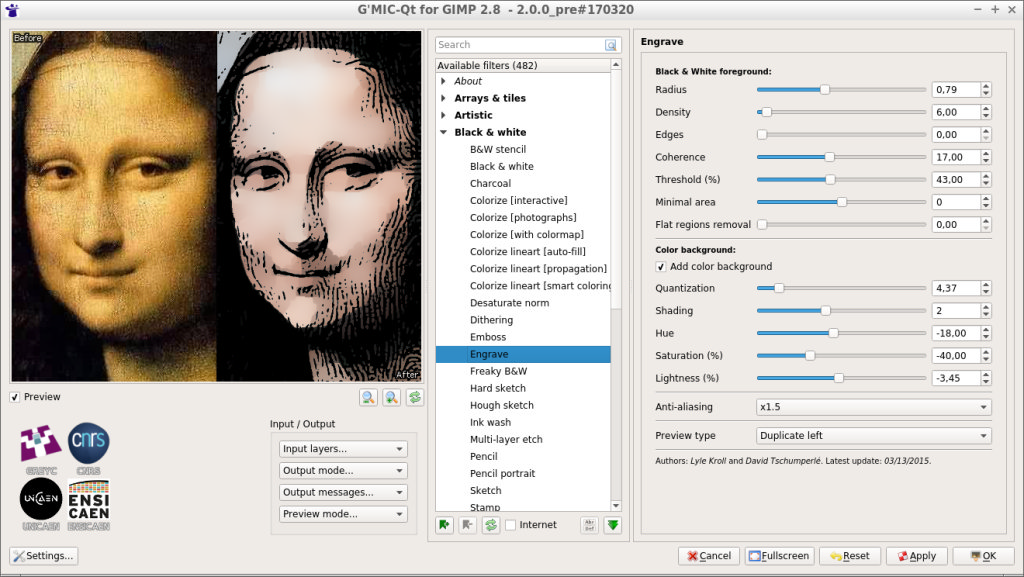 G'MIC-Qt for GIMP 2.8 - 2.0.0_pre#170320
Before
After
Preview
GREYC
CNRS
cnrs
UNICAEN
UNICAEN
ENSI
CAEN
ENSICAEN
Input / Output
Input layers...
Output mode...
Output messages...
Preview mode...
Settings...
Search
Available filters (482)
About
Arrays & tiles
Artistic
Black & white
B&W stencil
Black & white
Charcoal
Colorize [interactive]
Colorize [photographs]
Colorize [with colormap]
Colorize lineart [auto-fill]
Colorize lineart [propagation]
Colorize lineart [smart coloring
Desaturate norm
Dithering
Emboss
Engrave
Freaky B&W
Hard sketch
Hough sketch
Ink wash
Multi-layer etch
Pencil
Pencil portrait
Sketch
Stamp
Internet
Engrave
Black & White foreground:
Radius 0,79
Density 6,00
Edges 0,00
Coherence 17,00
Threshold (%) 43,00
Minimal area 0
Flat regions removal 0,00
Color background:
Add color background
Quantization 4,37
Shading 2
Hue -18,00
Saturation (%) -40,00
Lightness (%) -3,45
Anti-aliasing x1.5
Preview type Duplicate left
Authors: Lyle Kroll and David Tschumperlé. Latest update: 03/13/2015.
Cancel
Fullscreen
Reset
Apply
OK